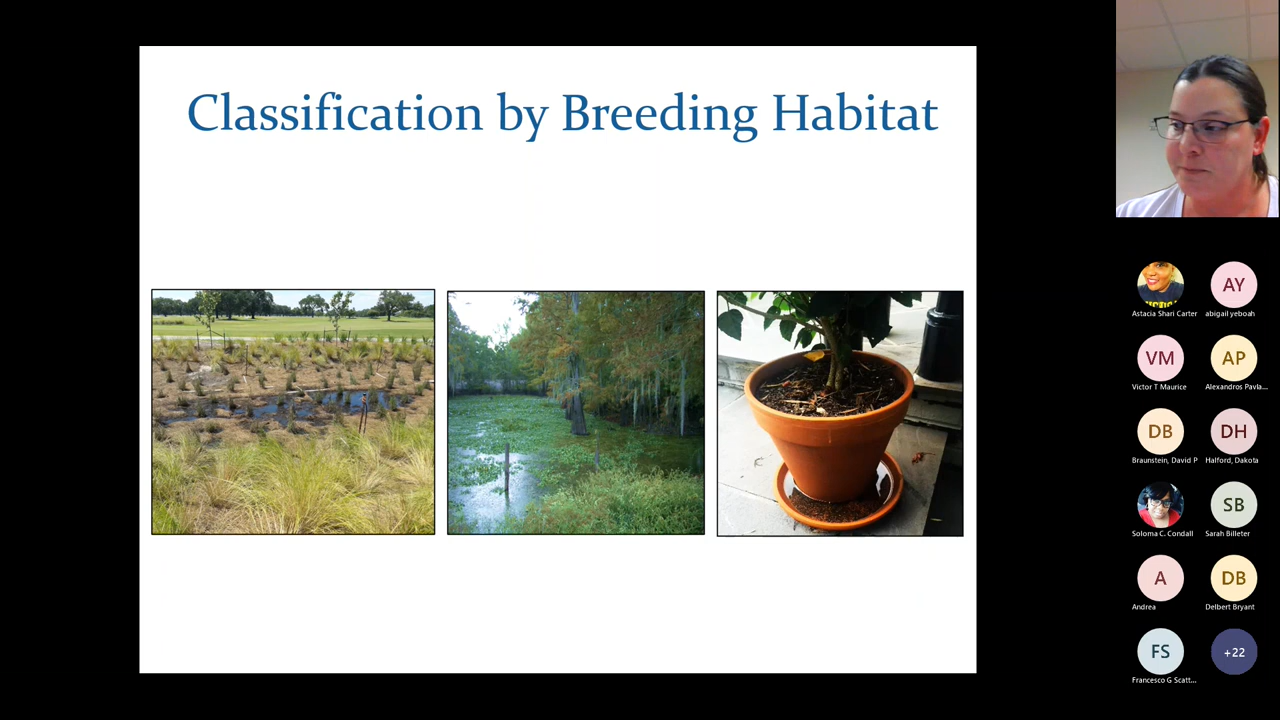 Classification by Breeding Habitat
Astacia Shari Carter
AY
abigail yeboah
VM
Victor T Maurice
AP
Alexandros Pavla...
DB
Braunstein, David P
DH
Halford, Dakota
Soloma C. Condall
SB
Sarah Billeter
A
Andrea
DB
Delbert Bryant
FS
Francesco G Scatt...
+22